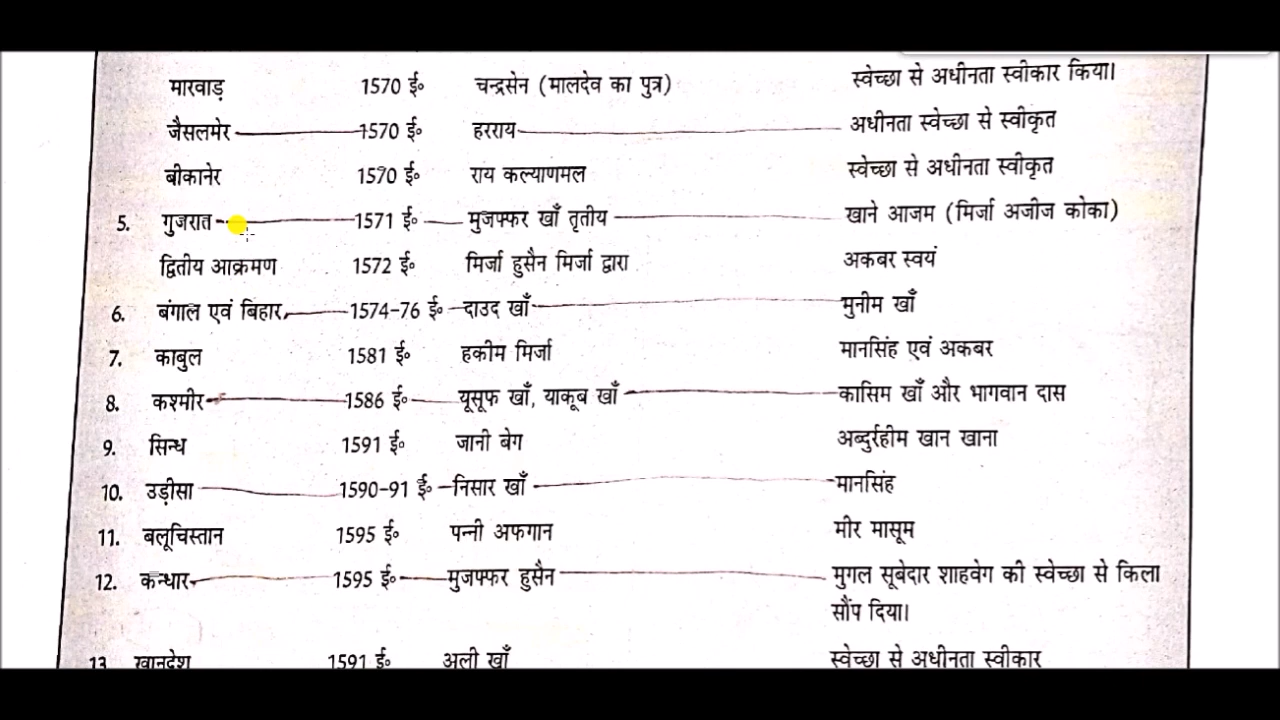 मारवाड़ 1570 ई॰ चन्द्रसेन (मालदेव का पुत्र) स्वेच्छा से अधीनता स्वीकार किया।
जैसलमेर 1570 ई॰ हरराय अधीनता स्वेच्छा से स्वीकृत
बीकानेर 1570 ई॰ राय कल्याणमल स्वेच्छा से अधीनता स्वीकृत
5. गुजरात 1571 ई॰ मुजफ्फर खाँ तृतीय खाने आजम (मिर्जा अजीज कोका)
द्वितीय आक्रमण 1572 ई॰ मिर्जा हुसैन मिर्जा द्वारा अकबर स्वयं
6. बंगाल एवं बिहार, 1574-76 ई॰ दाउद खाँ मुनीम खाँ
7. काबुल 1581 ई॰ हकीम मिर्जा मानसिंह एवं अकबर
8. कश्मीर 1586 ई॰ यूसूफ खाँ, याकूब खाँ कासिम खाँ और भागवान दास
9. सिन्ध 1591 ई॰ जानी बेग अब्दुर्रहीम खान खाना
10. उड़ीसा 1590-91 ई॰ निसार खाँ मानसिंह
11. बलूचिस्तान 1595 ई॰ पन्नी अफगान मीर मासूम
12. कन्धार 1595 ई॰ मुजफ्फर हुसैन मुगल सूबेदार शाहवेग की स्वेच्छा से किला
सौंप दिया।
13 खानदेश 1591 ई॰ अली खाँ स्वेच्छा से अधीनता स्वीकार